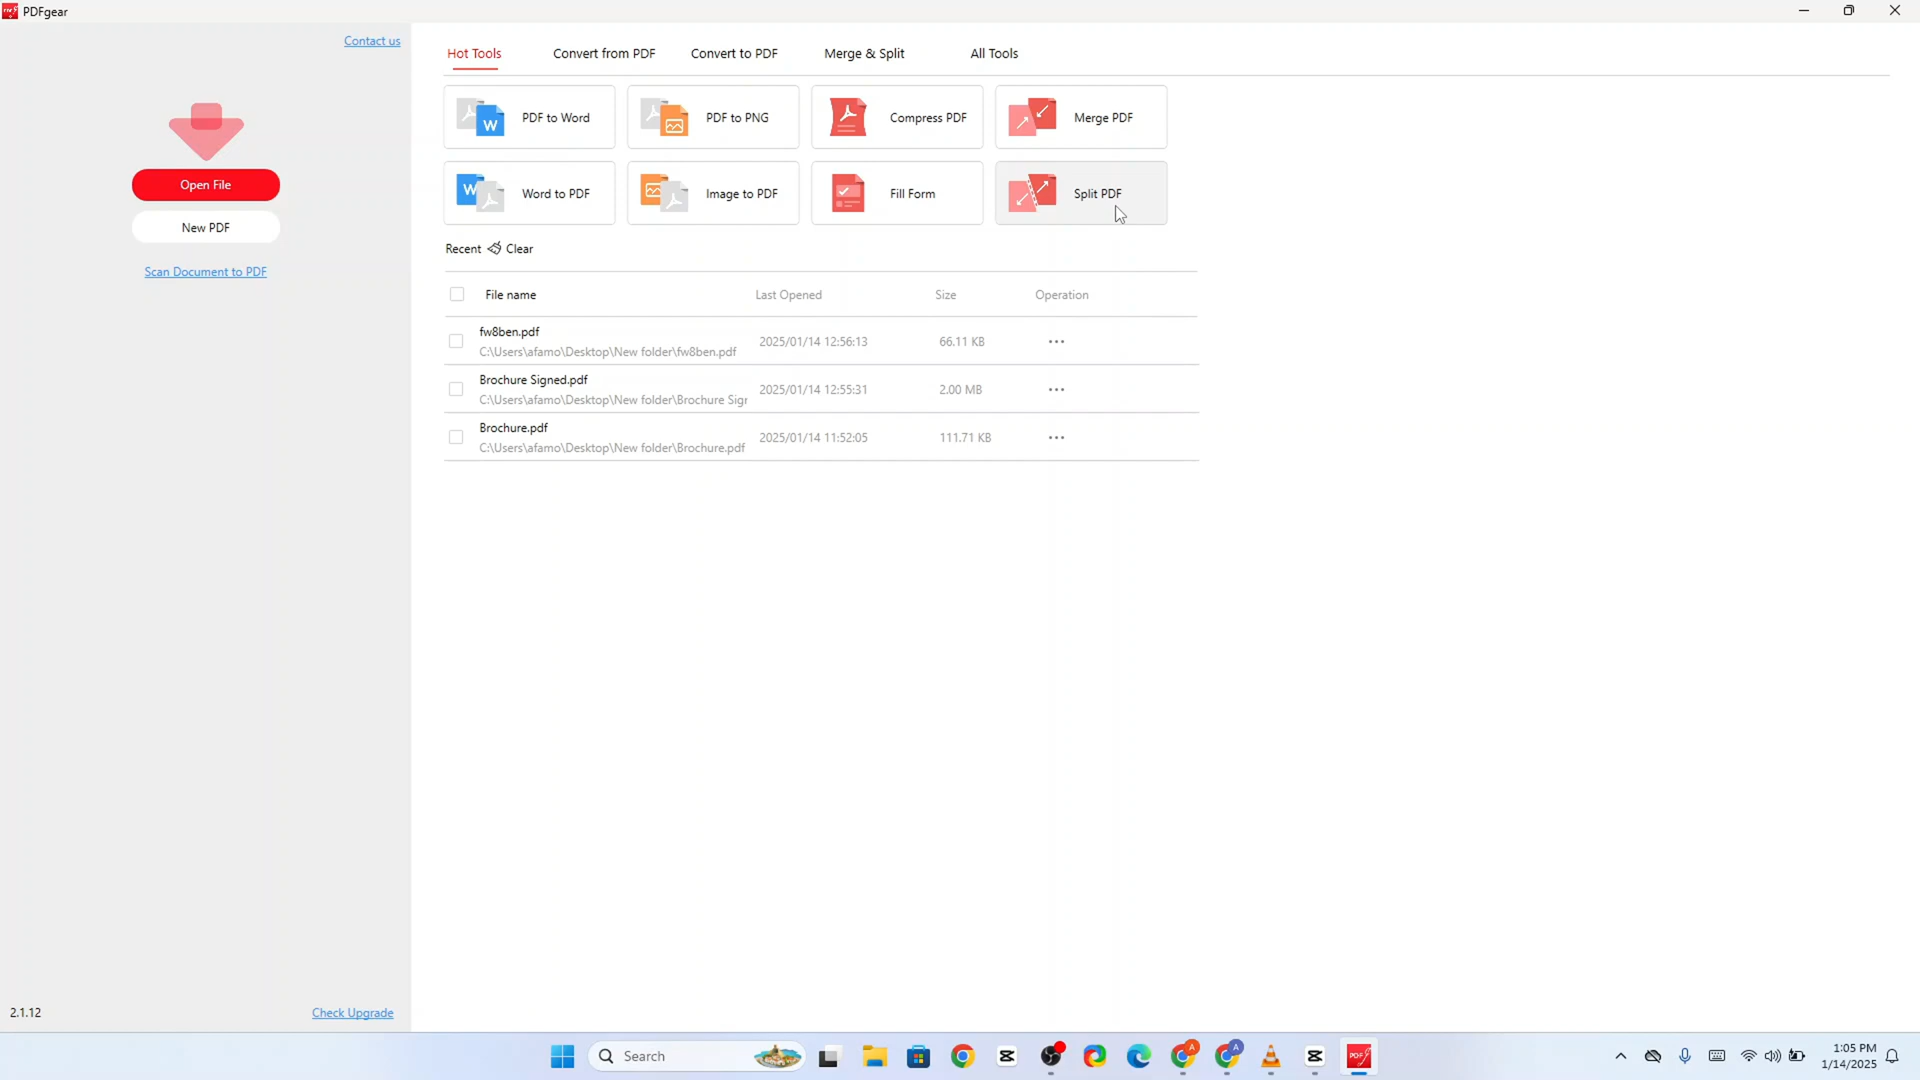 PDFgear
Contact us
Open File
New PDF
Scan Document to PDF
2.1.12
Check Upgrade
Hot Tools
Convert from PDF
Convert to PDF
Merge & Split
All Tools
PDF to Word
PDF to PNG
Compress PDF
Merge PDF
Word to PDF
Image to PDF
Fill Form
Split PDF
Recent Clear
File name Last Opened Size Operation
fw8ben.pdf
C:\Users\afamo\Desktop\New folder\fw8ben.pdf 2025/01/14 12:56:13 66.11 KB
Brochure Signed.pdf
C:\Users\afamo\Desktop\New folder\Brochure Sigr 2025/01/14 12:55:31 2.00 MB
Brochure.pdf
C:\Users\afamo\Desktop\New folder\Brochure.pdf 2025/01/14 11:52:05 111.71 KB
Search
1:05 PM
1/14/2025